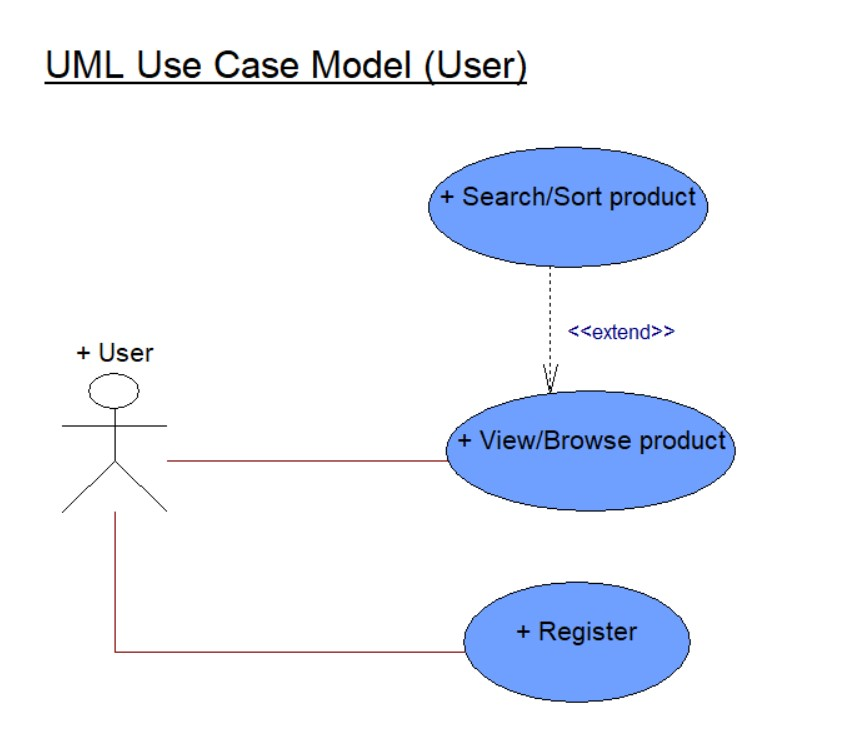 UML Use Case Model (User)
+ Search/Sort product
<<extend>>
+ User
+ View/Browse product
+ Register